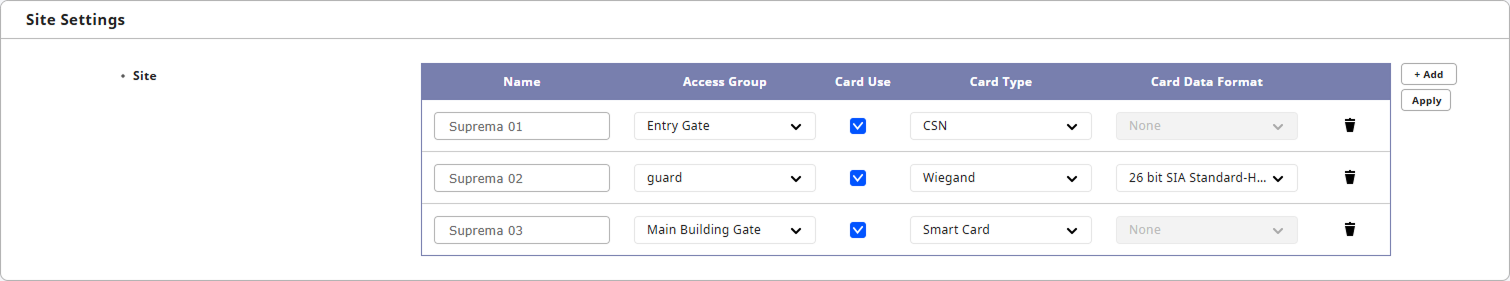 Site Settings
Site
Name Access Group Card Use Card Type Card Data Format
+ Add
Apply
Suprema 01 Entry Gate CSN None
Suprema 02 guard Wiegand 26 bit SIA Standard-H...
Suprema 03 Main Building Gate Smart Card None